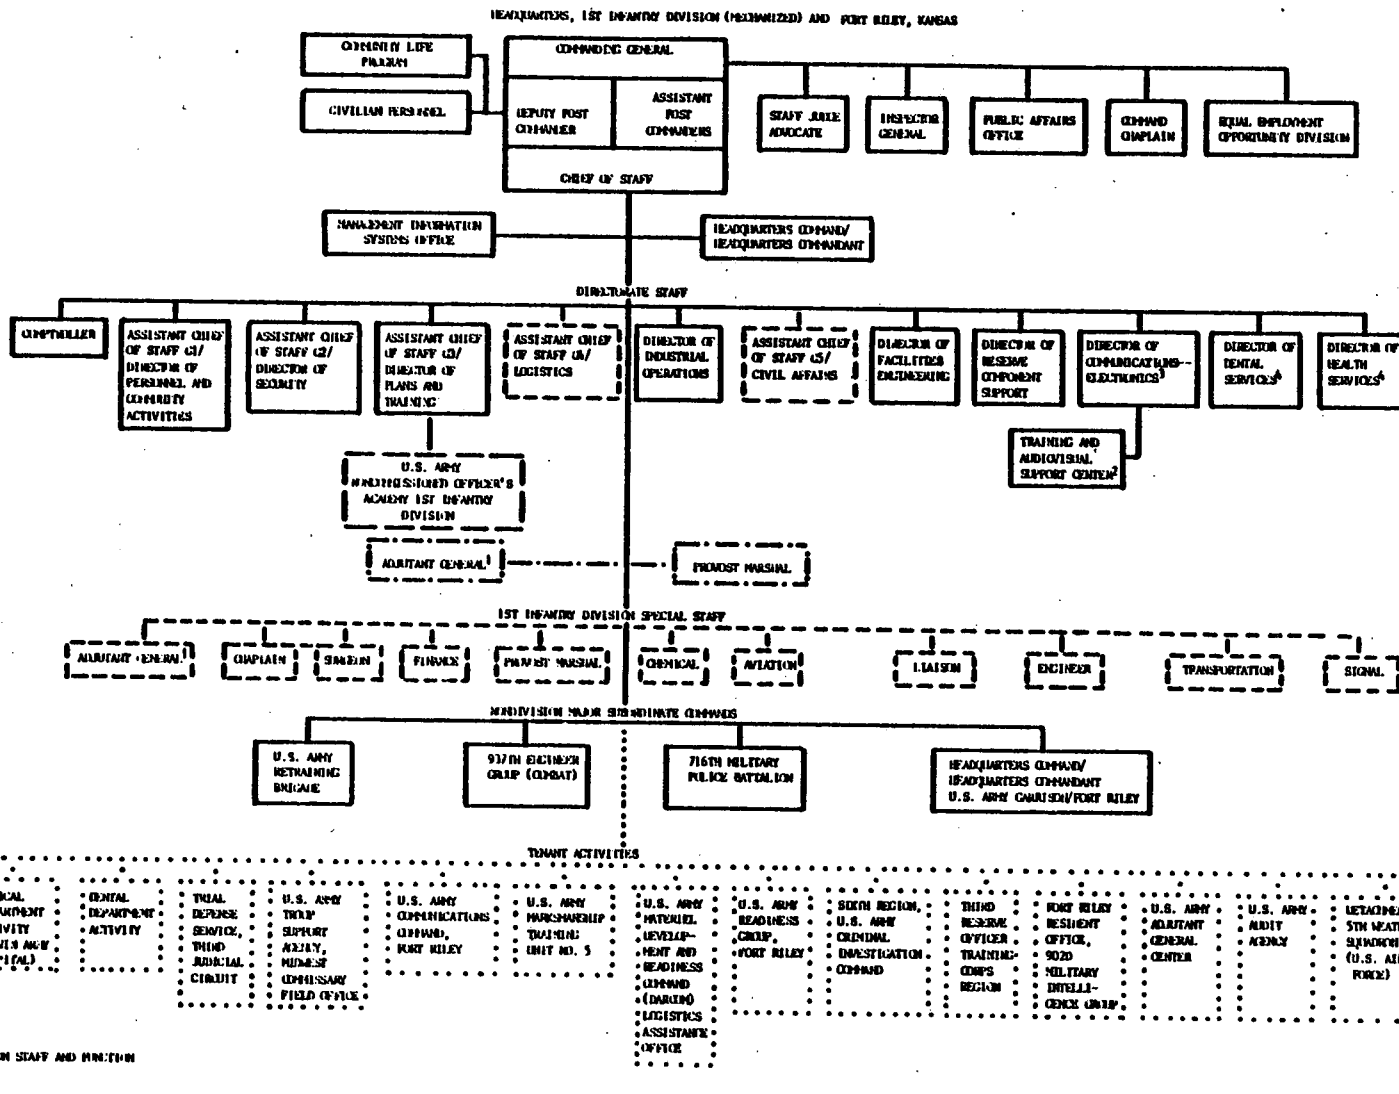 HEADQUARTERS, 1ST INFANTRY DIVISION (MECHANIZED) AND FORT RILEY, KANSAS
COMMUNITY LIFE
PROGRAM
CIVILIAN PERSONNEL
COMMANDING GENERAL
DEPUTY POST
COMMANDER
ASSISTANT
POST
COMMANDERS
CHIEF OF STAFF
STAFF JUDGE
ADVOCATE
INSPECTOR
GENERAL
PUBLIC AFFAIRS
OFFICE
COMMAND
CHAPLAIN
EQUAL EMPLOYMENT
OPPORTUNITY DIVISION
MANAGEMENT INFORMATION
SYSTEMS OFFICE
HEADQUARTERS COMMAND/
HEADQUARTERS COMMANDANT
DIRECTORATE STAFF
COMPTROLLER
ASSISTANT CHIEF
OF STAFF G1/
DIRECTOR OF
PERSONNEL AND
COMMUNITY
ACTIVITIES
ASSISTANT CHIEF
OF STAFF G2/
DIRECTOR OF
SECURITY
ASSISTANT CHIEF
OF STAFF G3/
DIRECTOR OF
PLANS AND
TRAINING
ASSISTANT CHIEF
OF STAFF G4/
LOGISTICS
DIRECTOR OF
INDUSTRIAL
OPERATIONS
ASSISTANT CHIEF
OF STAFF G5/
CIVIL AFFAIRS
DIRECTOR OF
FACILITIES
ENGINEERING
DIRECTOR OF
RESERVE
COMPONENT
SUPPORT
DIRECTOR OF
COMMUNICATIONS--
ELECTRONICS3
DIRECTOR OF
DENTAL
SERVICES4
DIRECTOR OF
HEALTH
SERVICES4
TRAINING AND
AUDIOVISUAL
SUPPORT CENTER2
U.S. ARMY
NONCOMMISSIONED OFFICER'S
ACADEMY 1ST INFANTRY
DIVISION
ADJUTANT GENERAL1
PROVOST MARSHAL
1ST INFANTRY DIVISION SPECIAL STAFF
ADJUTANT GENERAL1
CHAPLAIN
SURGEON
FINANCE
PROVOST MARSHAL
CHEMICAL
AVIATION
LIAISON
ENGINEER
TRANSPORTATION
SIGNAL
NONDIVISION MAJOR SUBORDINATE COMMANDS
U.S. ARMY
RETRAINING
BRIGADE
937TH ENGINEER
GROUP (COMBAT)
716TH MILITARY
POLICE BATTALION
HEADQUARTERS COMMAND/
HEADQUARTERS COMMANDANT
U.S. ARMY GARRISON/FORT RILEY
TENANT ACTIVITIES
DENTAL
DEPARTMENT
ACTIVITY
TRIAL
DEFENSE
SERVICE,
THIRD
JUDICIAL
CIRCUIT
U.S. ARMY
TROOP
SUPPORT
AGENCY,
MIDWEST
COMMISSARY
FIELD OFFICE
U.S. ARMY
COMMUNICATIONS
COMMAND,
FORT RILEY
U.S. ARMY
MARKSMANSHIP
TRAINING
UNIT NO. 5
U.S. ARMY
MATERIEL
DEVELOP-
MENT AND
READINESS
COMMAND
(DARCOM)
LOGISTICS
ASSISTANCE
OFFICE
U.S. ARMY
READINESS
GROUP,
FORT RILEY
SIXTH REGION,
U.S. ARMY
CRIMINAL
INVESTIGATION
COMMAND
THIRD
RESERVE
OFFICER
TRAINING
CORPS
REGION
FORT RILEY
RESIDENT
OFFICE,
902D
MILITARY
INTELLI-
GENCE GROUP
U.S. ARMY
ADJUTANT
GENERAL
CENTER
U.S. ARMY
AUDIT
AGENCY
5TH
(U.S.
FORCE)
STAFF AND FUNCTION